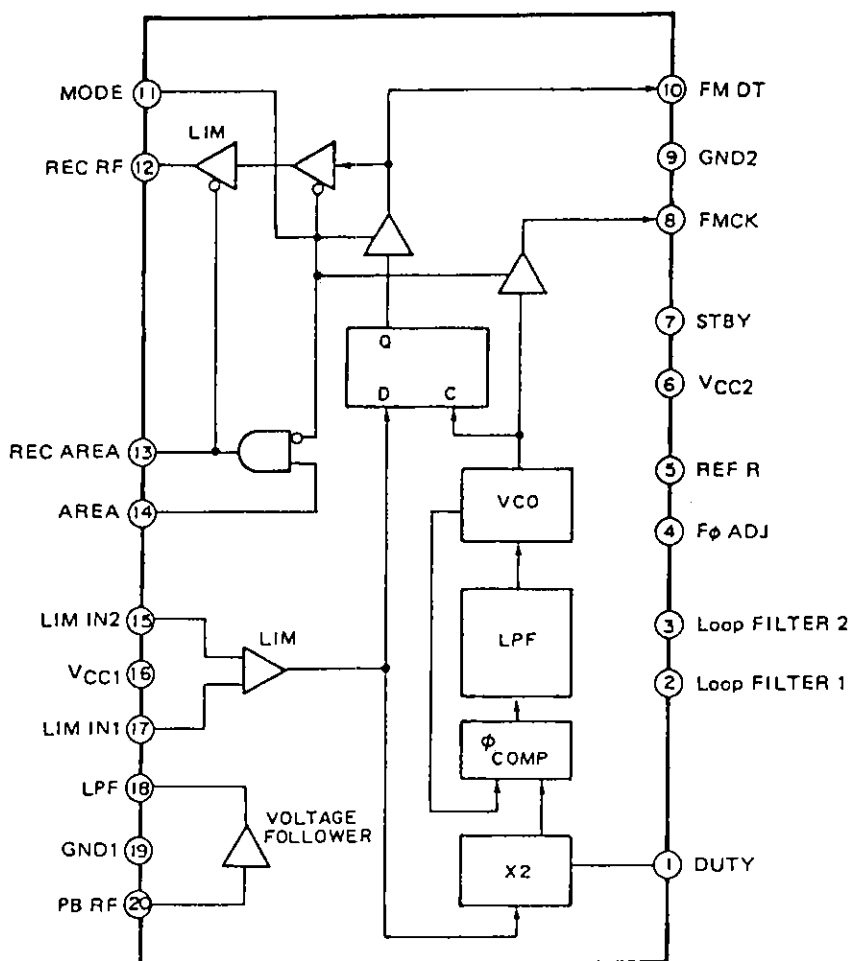 MODE 11
10 FM DT
LIM
REC RF 12
9 GND2
8 FMCK
7 STBY
Q
6 VCC2
D C
REC AREA 13
5 REF R
VCO
AREA 14
4 Fφ ADJ
LIM IN2 15
3 Loop FILTER 2
LIM
LPF
VCC1 16
2 Loop FILTER 1
LIM IN1 17
φ COMP
LPF 18
VOLTAGE
FOLLOWER
GND1 19
X2
1 DUTY
PB RF 20